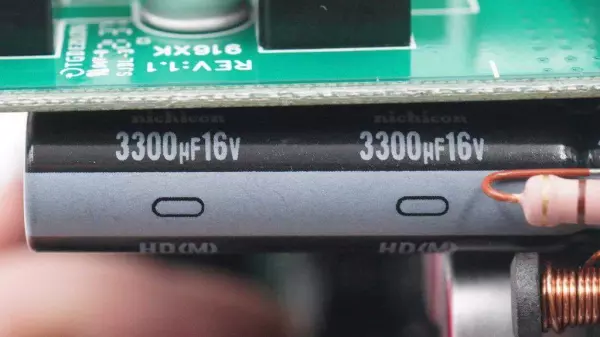 REV:1.1
916XK
nichicon nichicon
3300µF16V 3300µF16V
HD(M) HD(M)